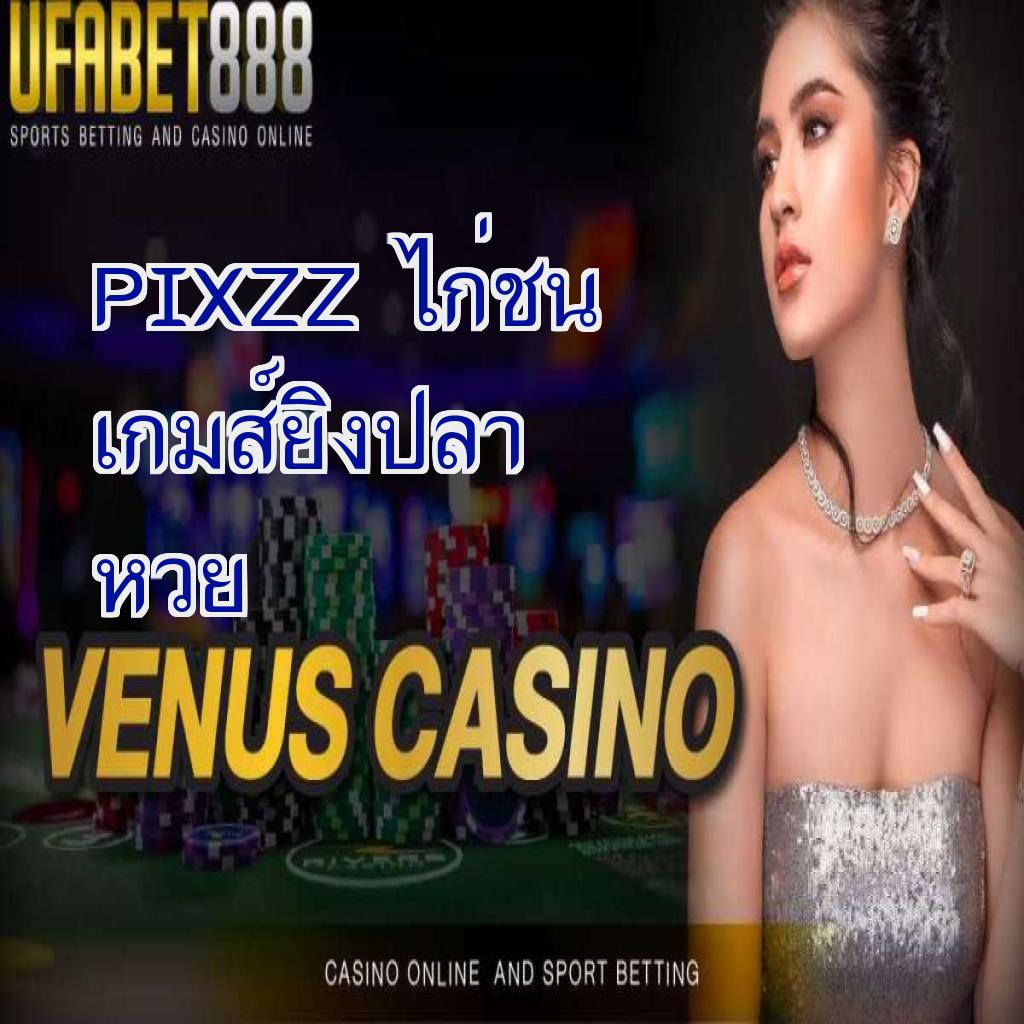 UFABET888
SPORTS BETTING AND CASINO ONLINE
PIXZZ ไก่ชน
เกมส์ยิงปลา
หวย
VENUS CASINO
CASINO ONLINE AND SPORT BETTING